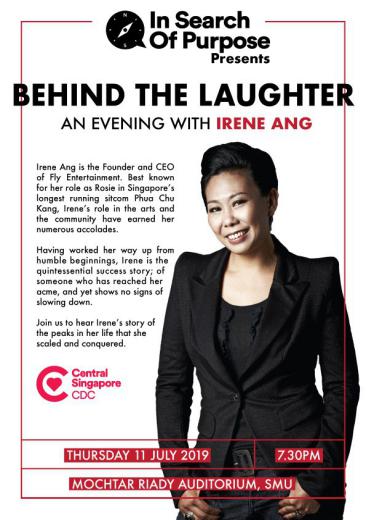 In Search
Of Purpose
Presents
BEHIND THE LAUGHTER
AN EVENING WITH IRENE ANG
Irene Ang is the Founder and CEO
of Fly Entertainment. Best known
for her role as Rosie in Singapore's
longest running sitcom Phua Chu
Kang, Irene's role in the arts and
the community have earned her
numerous accolades.
Having worked her way up from
humble beginnings, Irene is the
quintessential success story; of
someone who has reached her
acme, and yet shows no signs of
slowing down.
Join us to hear Irene's story of
the peaks in her life that she
scaled and conquered.
Central
Singapore
CDC
THURSDAY 11 JULY 2019
7.30PM
MOCHTAR RIADY AUDITORIUM, SMU